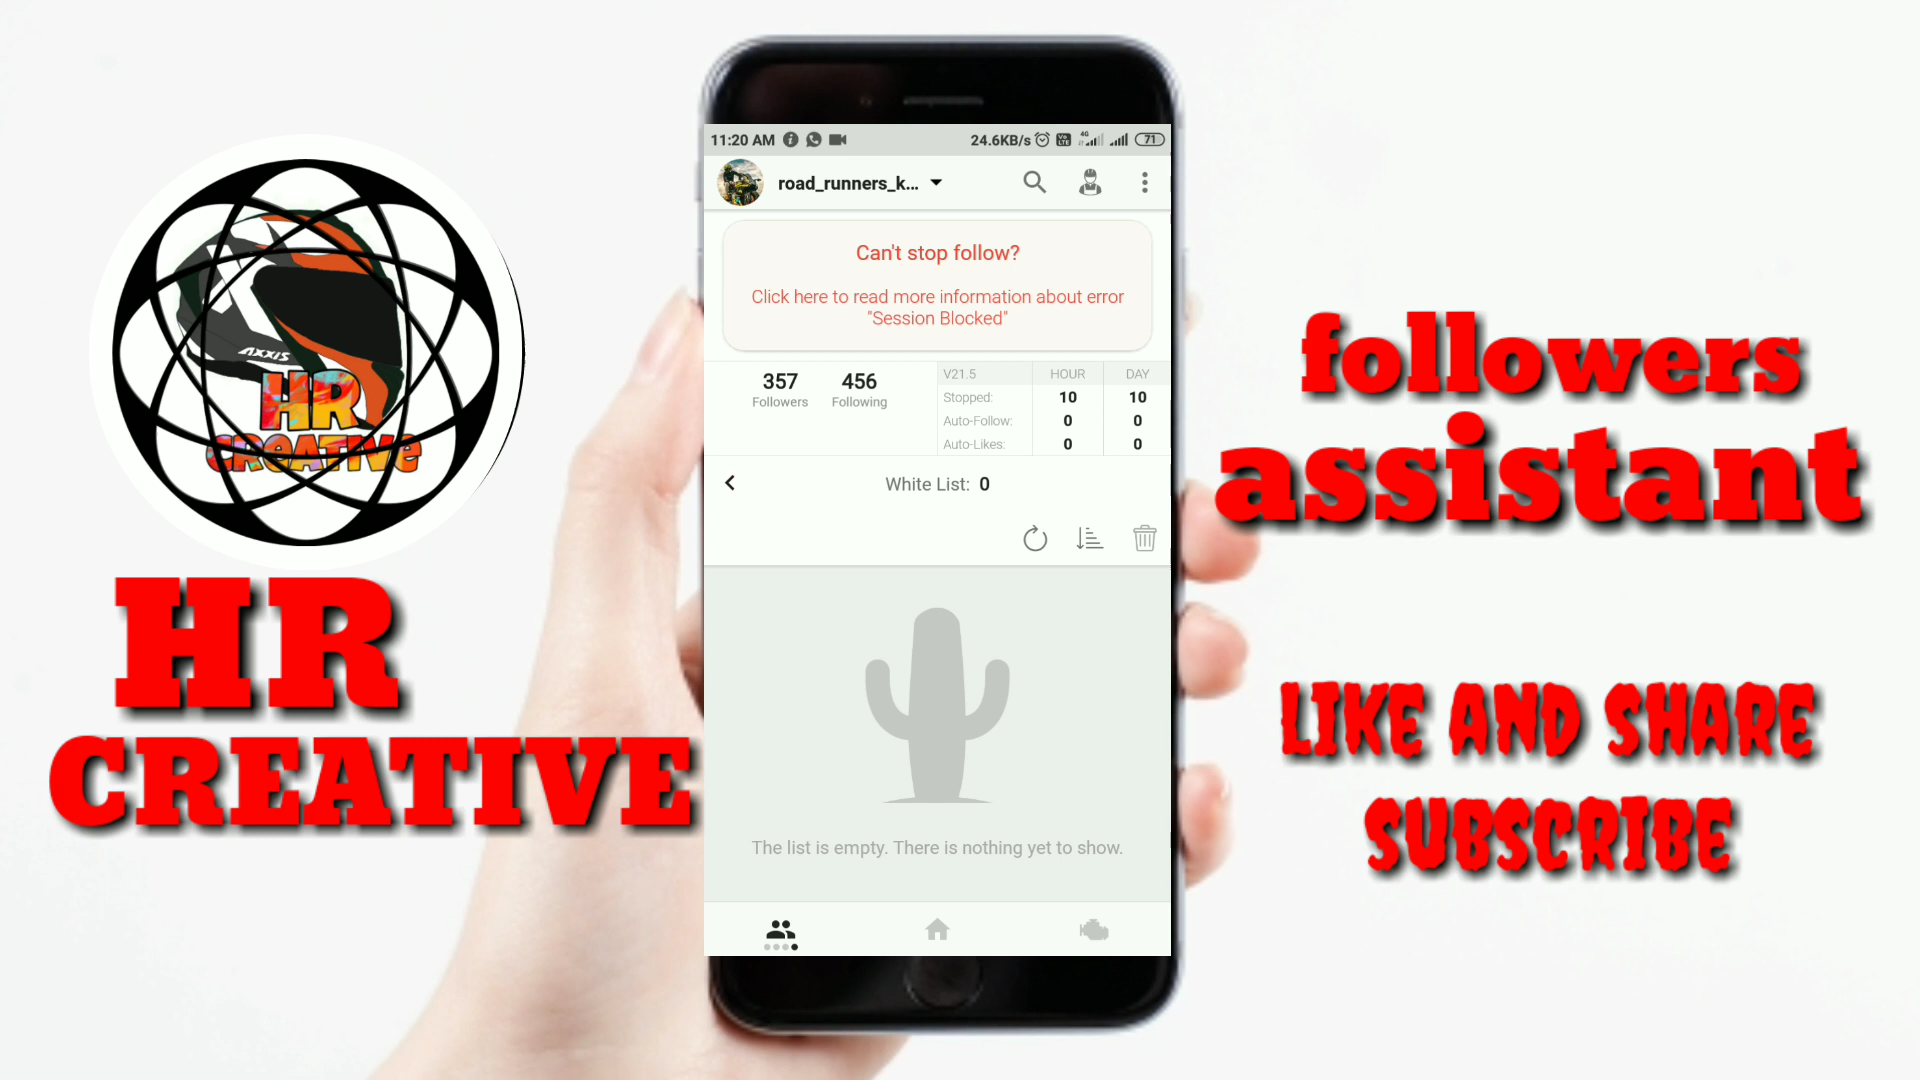 AXXIS
HR
CREATIVE
HR
CREATIVE
11:20 AM
24.6KB/s
4G
71
road_runners_k...
Can't stop follow?
Click here to read more information about error
"Session Blocked"
357
Followers
456
Following
V21.5 HOUR DAY
Stopped: 10 10
Auto-Follow: 0 0
Auto-Likes: 0 0
White List: 0
The list is empty. There is nothing yet to show.
followers
assistant
LIKE AND SHARE
SUBSCRIBE